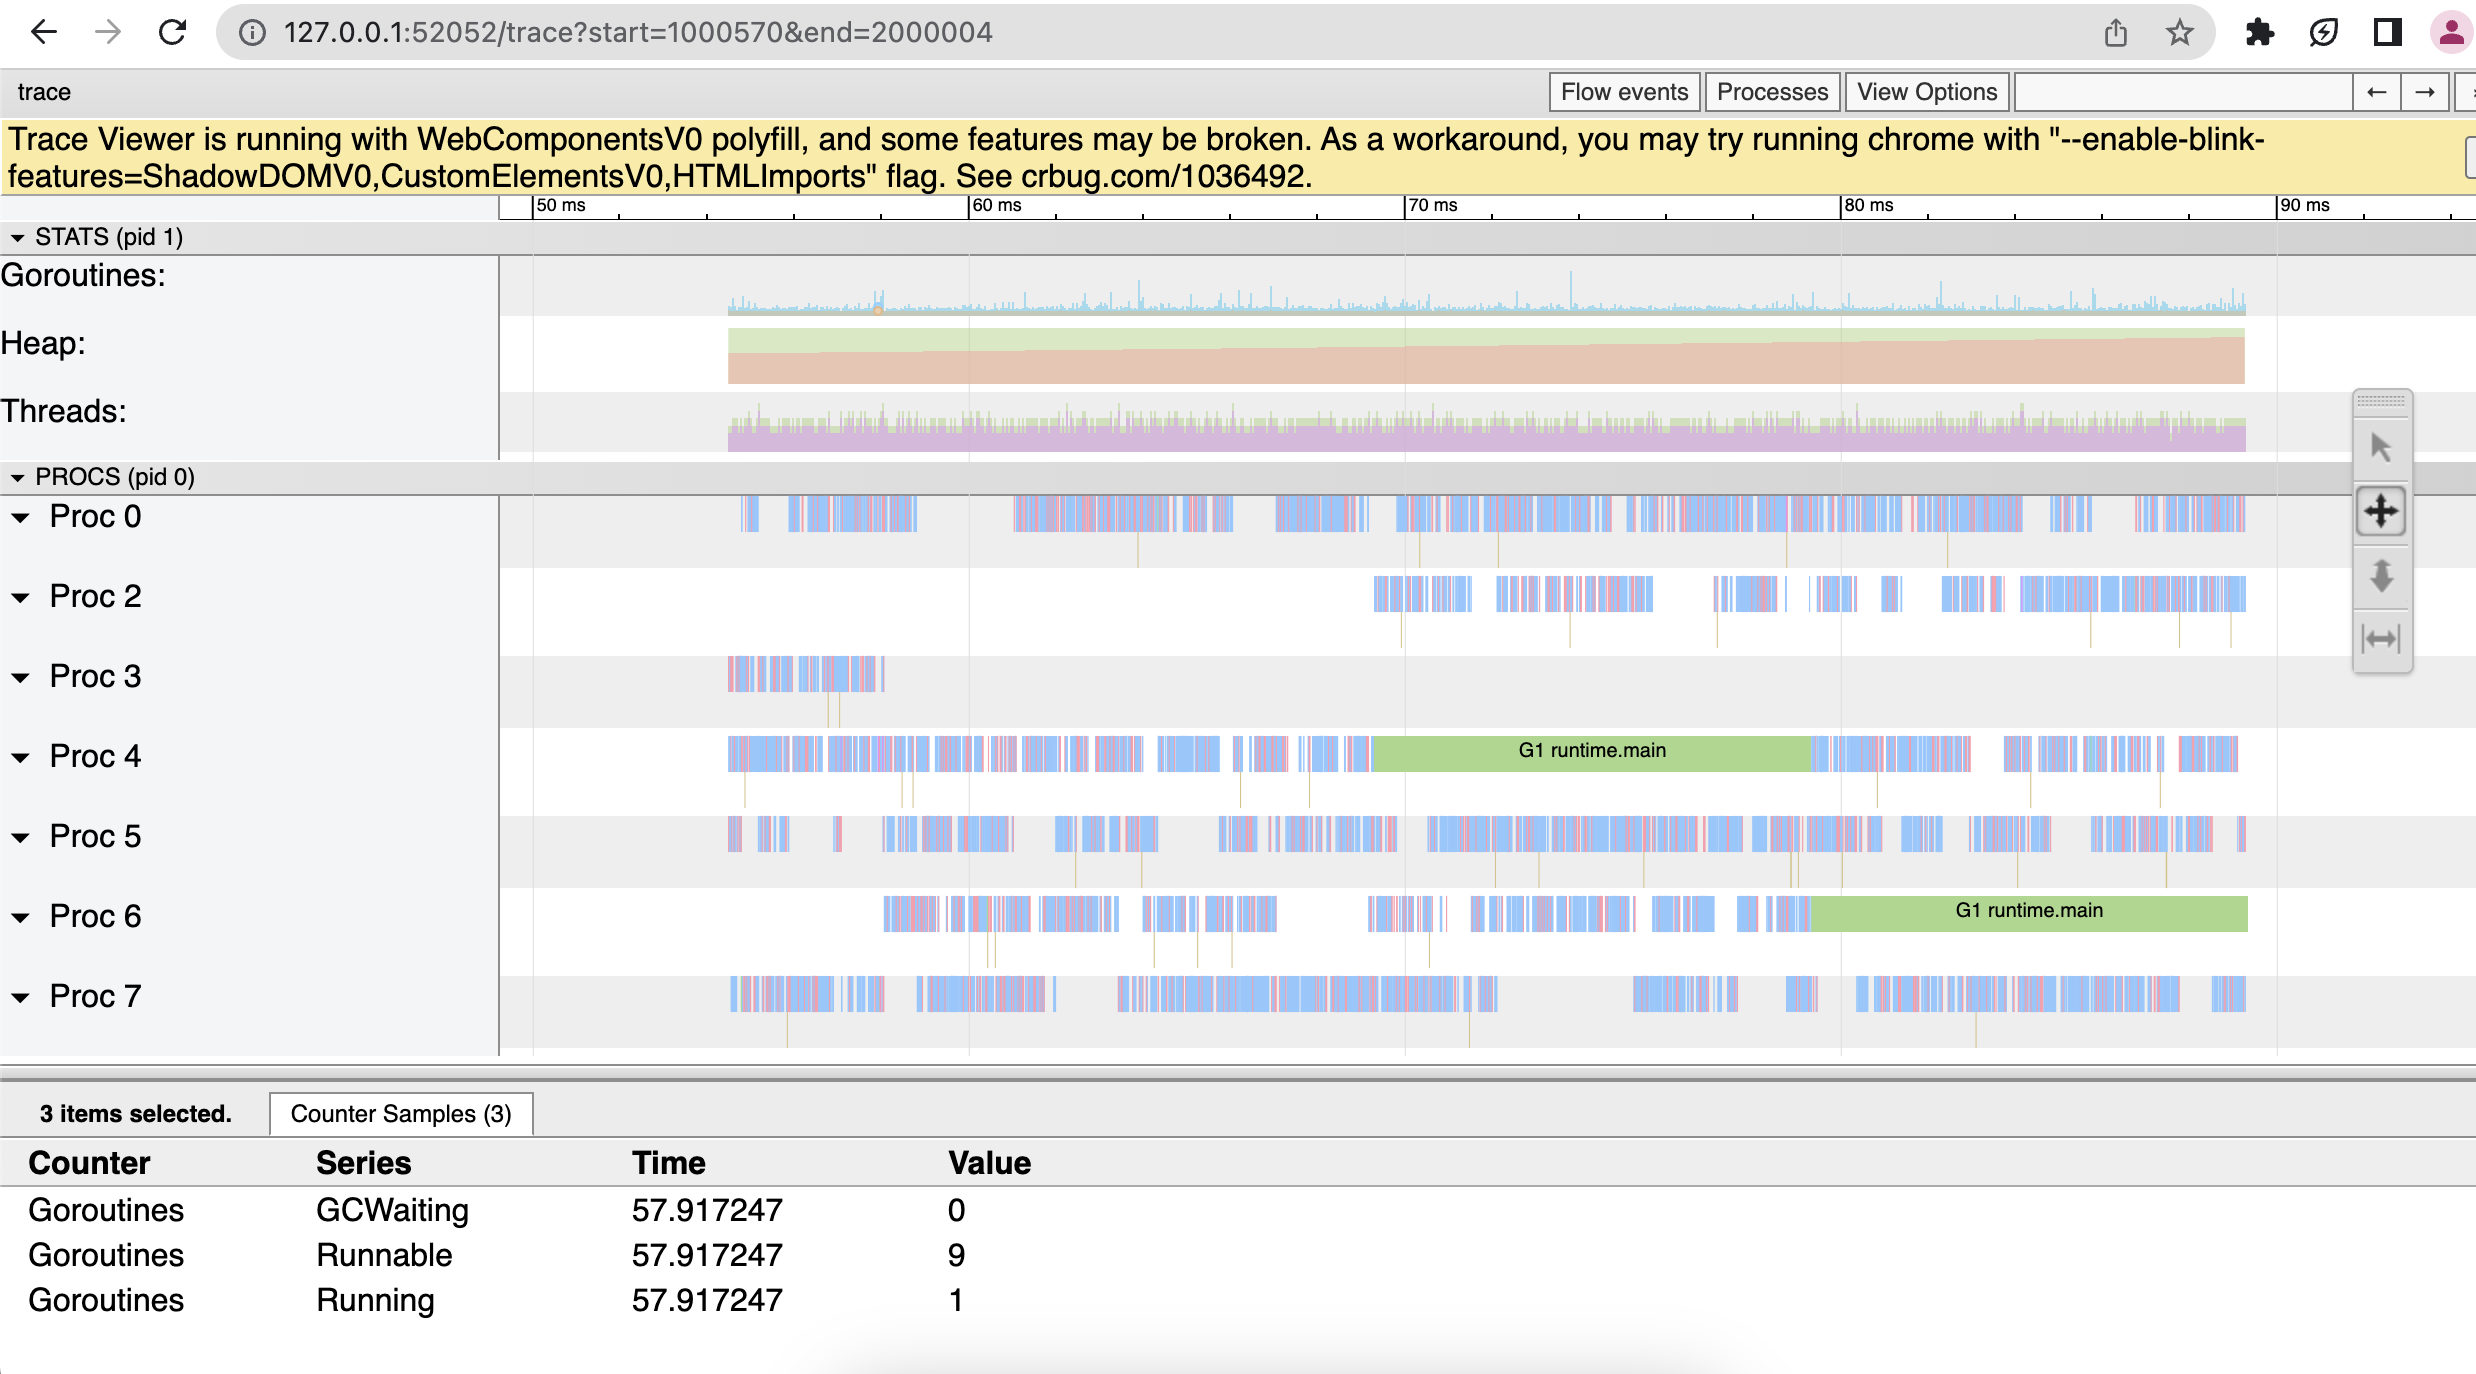 127.0.0.1:52052/trace?start=1000570&end=2000004
trace
Flow events
Processes
View Options
←
→
Trace Viewer is running with WebComponentsV0 polyfill, and some features may be broken. As a workaround, you may try running chrome with "--enable-blink-
features=ShadowDOMV0,CustomElementsV0,HTMLImports" flag. See crbug.com/1036492.
50 ms
60 ms
70 ms
80 ms
90 ms
STATS (pid 1)
Goroutines:
Heap:
Threads:
PROCS (pid 0)
Proc 0
Proc 2
Proc 3
Proc 4
G1 runtime.main
Proc 5
Proc 6
G1 runtime.main
Proc 7
3 items selected.
Counter Samples (3)
Counter Series Time Value
Goroutines GCWaiting 57.917247 0
Goroutines Runnable 57.917247 9
Goroutines Running 57.917247 1